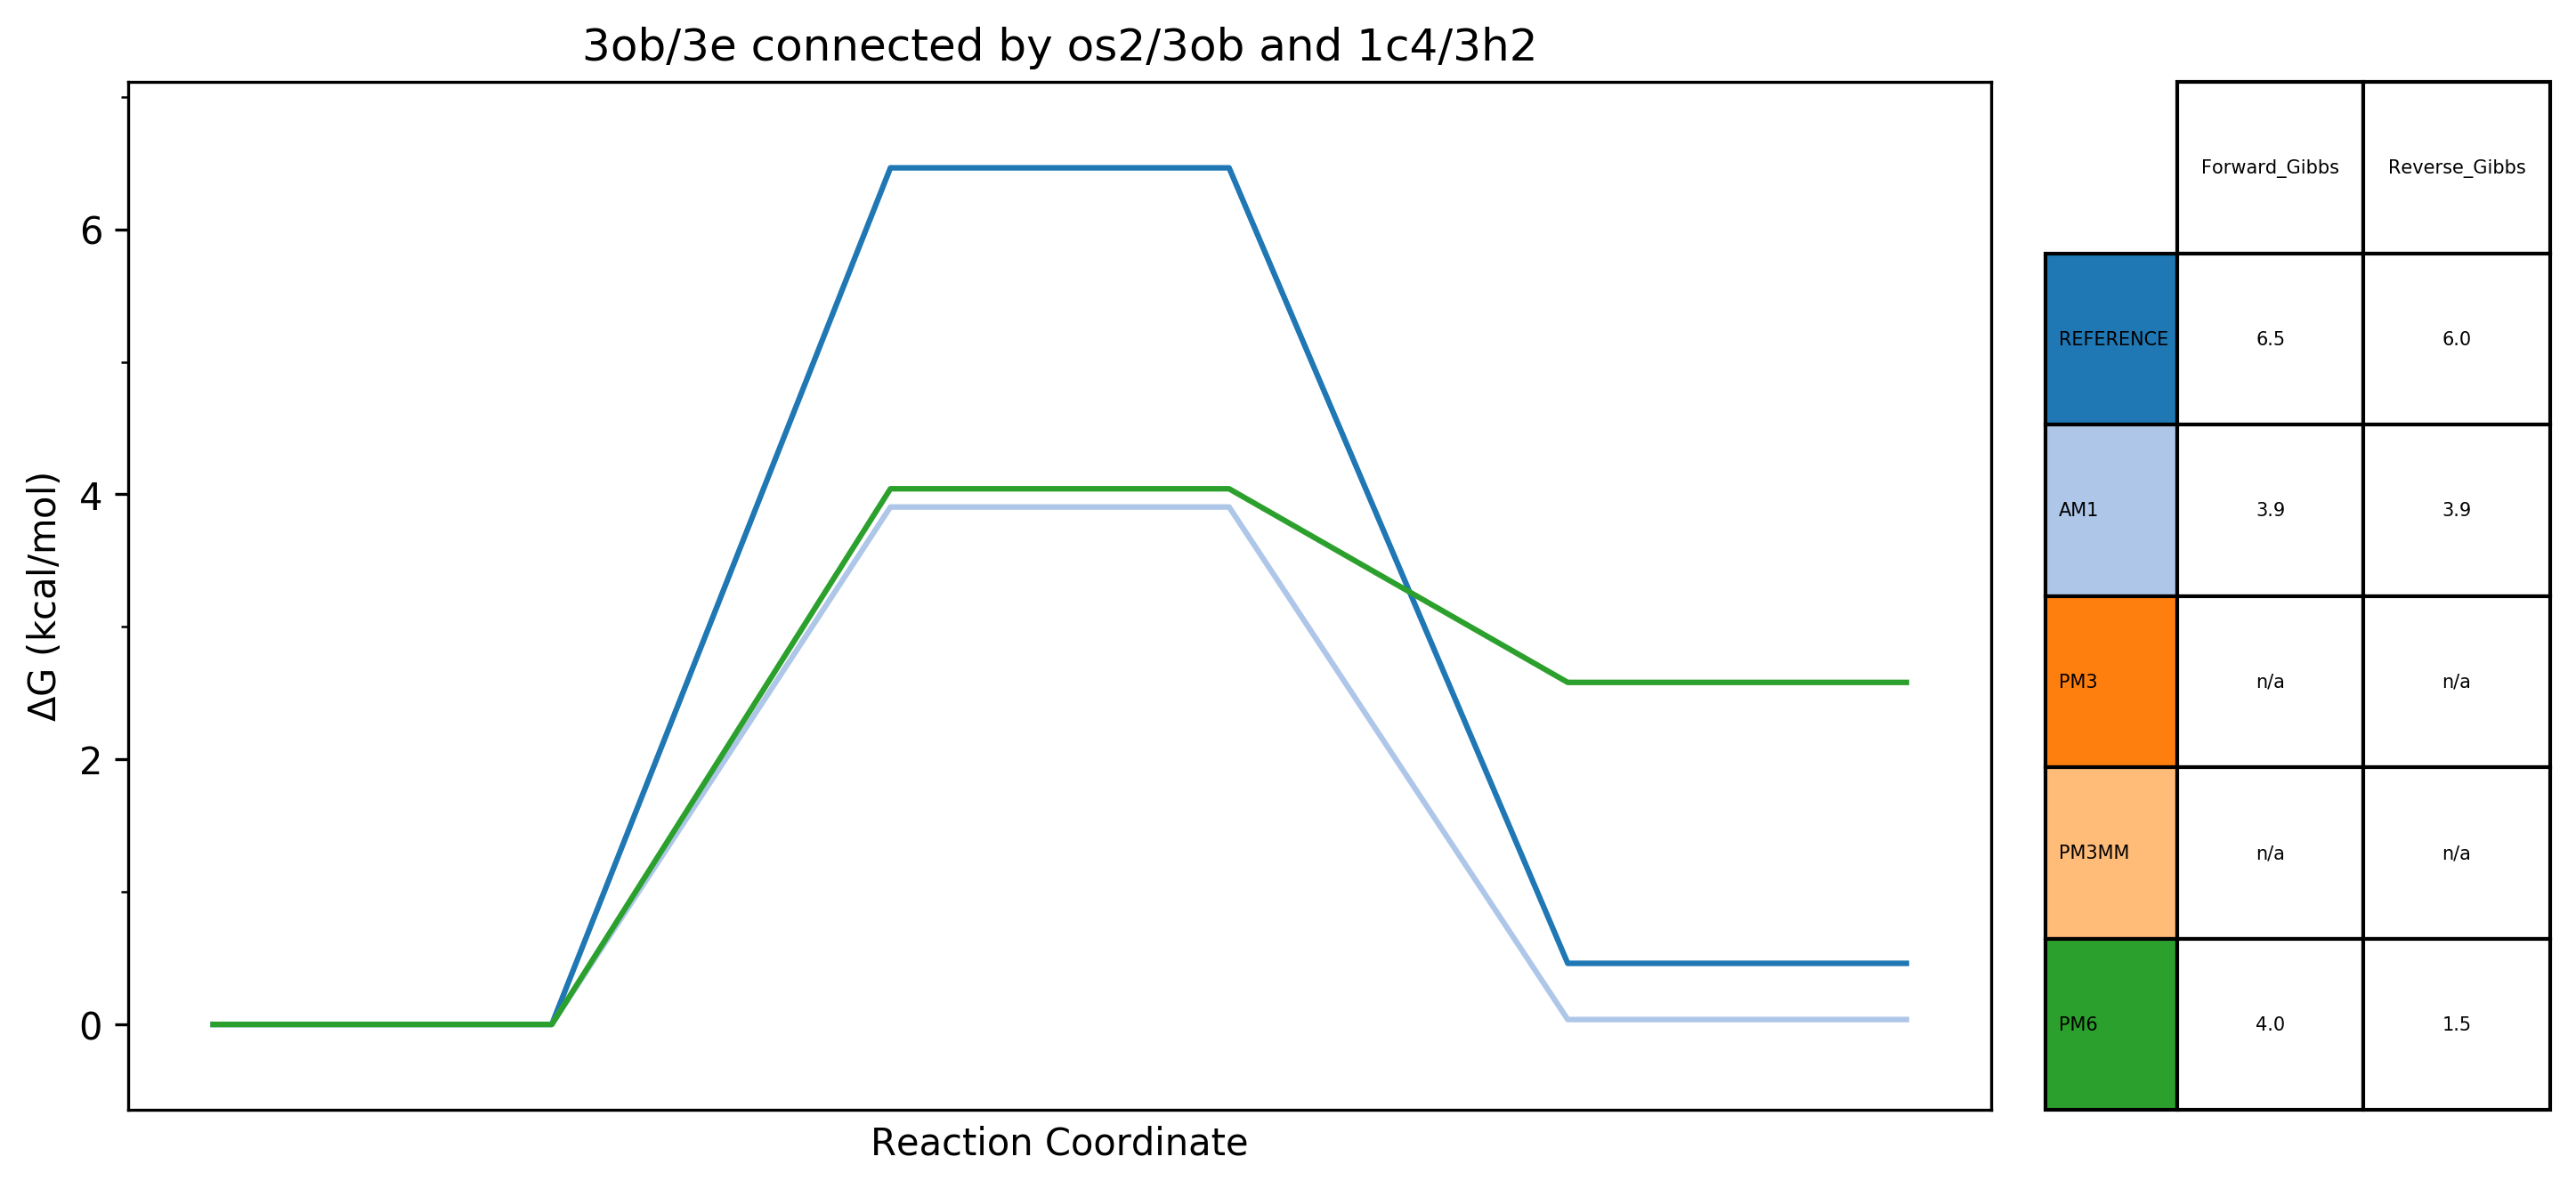 3ob/3e connected by os2/3ob and 1c4/3h2
ΔG (kcal/mol)
6
4
2
0
Reaction Coordinate
Forward_Gibbs Reverse_Gibbs
REFERENCE 6.5 6.0
AM1 3.9 3.9
PM3 n/a n/a
PM3MM n/a n/a
PM6 4.0 1.5